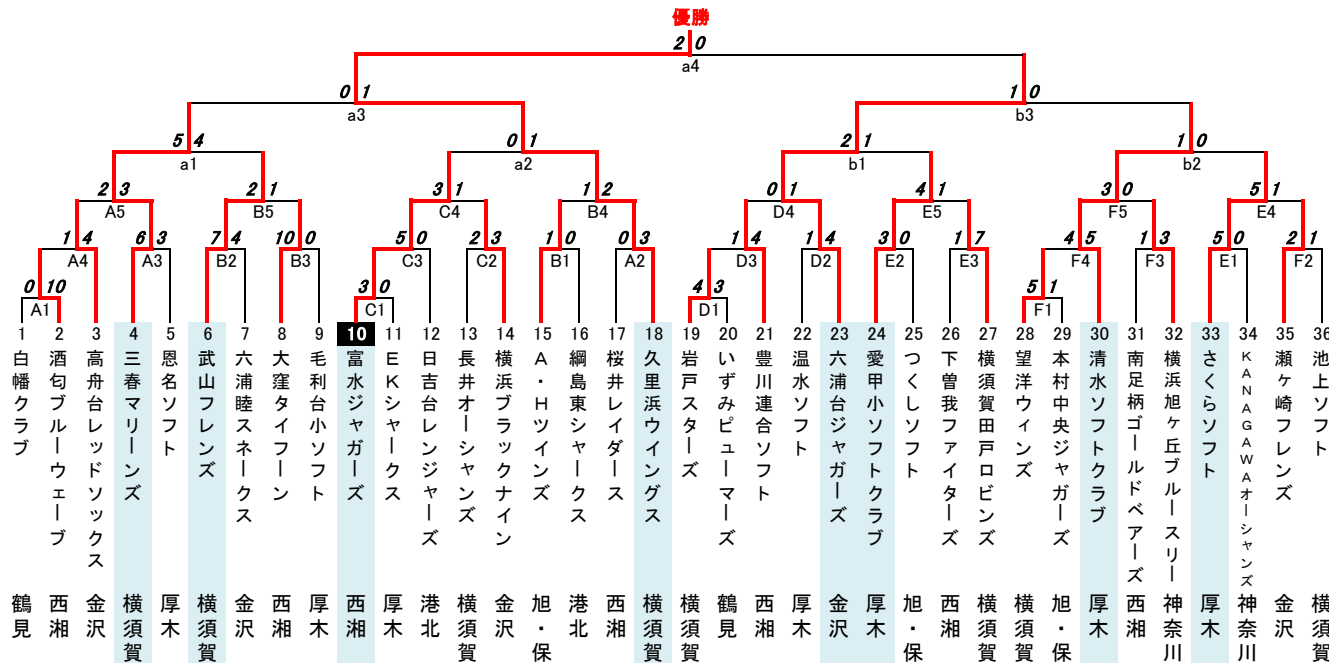 優勝
2 0
a4
0 1
a3
1 0
b3
5 4
a1
0 1
a2
2 1
b1
1 0
b2
2 3
A5
2 1
B5
3 1
C4
1 2
B4
0 1
D4
4 1
E5
3 0
F5
5 1
E4
1 4
A4
6 3
A3
7 4
B2
10 0
B3
5 0
C3
2 3
C2
1 0
B1
0 3
A2
1 4
D3
1 4
D2
3 0
E2
1 7
E3
4 5
F4
1 3
F3
5 0
E1
2 1
F2
0 10
A1
3 0
C1
4 3
D1
5 1
F1
1 白幡クラブ 鶴見
2 酒匂ブルーウェーブ 西湘
3 高舟台レッドソックス 金沢
4 三春マリーンズ 横須賀
5 恩名ソフト 厚木
6 武山フレンズ 横須賀
7 六浦睦スネークス 金沢
8 大窪タイフーン 西湘
9 毛利台小ソフト 厚木
10 富水ジャガーズ 西湘
11 EKシャークス 厚木
12 日吉台レンジャーズ 港北
13 長井オーシャンズ 横須賀
14 横浜ブラックナイン 金沢
15 A・Hツインズ 旭・保
16 綱島東シャークス 港北
17 桜井レイダース 西湘
18 久里浜ウイングス 横須賀
19 岩戸スターズ 横須賀
20 いずみピューマーズ 鶴見
21 豊川連合ソフト 西湘
22 温水ソフト 厚木
23 六浦台ジャガーズ 金沢
24 愛甲小ソフトクラブ 厚木
25 つくしソフト 旭・保
26 下曽我ファイターズ 西湘
27 横須賀田戸ロビンズ 横須賀
28 望洋ウィンズ 横須賀
29 本村中央ジャガーズ 旭・保
30 清水ソフトクラブ 厚木
31 南足柄ゴールドベアーズ 西湘
32 横浜旭ヶ丘ブルースリー 神奈川
33 さくらソフト 厚木
34 KANAGAWAオーシャンズ 神奈川
35 瀬ヶ崎フレンズ 金沢
36 池上ソフト 横須賀